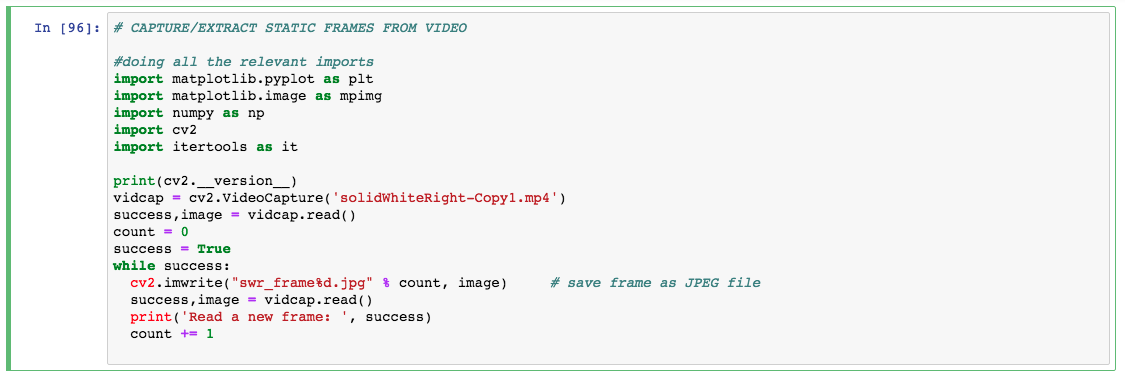 In [96]: # CAPTURE/EXTRACT STATIC FRAMES FROM VIDEO
#doing all the relevant imports
import matplotlib.pyplot as plt
import matplotlib.image as mpimg
import numpy as np
import cv2
import itertools as it
print(cv2.__version__)
vidcap = cv2.VideoCapture('solidWhiteRight-Copy1.mp4')
success,image = vidcap.read()
count = 0
success = True
while success:
  cv2.imwrite("swr_frame%d.jpg" % count, image)     # save frame as JPEG file
  success,image = vidcap.read()
  print('Read a new frame: ', success)
  count += 1